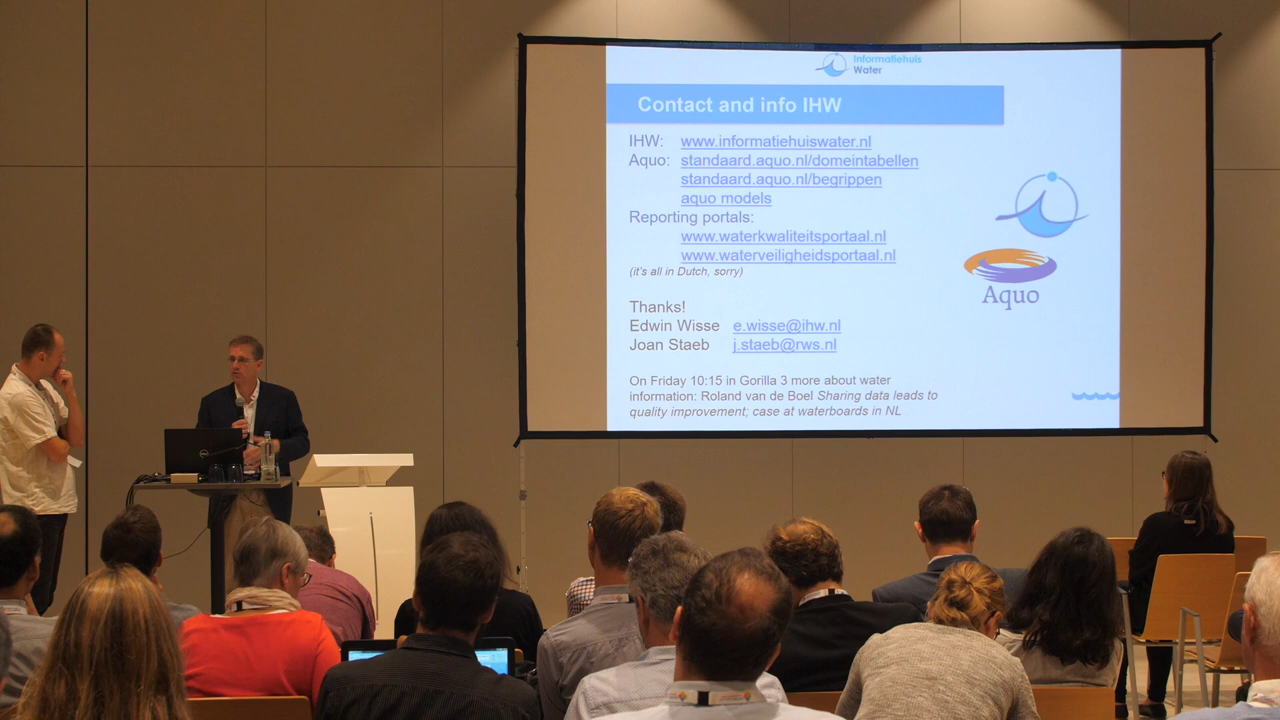 Informatiehuis
Water
Contact and info IHW
IHW: www.informatiehuiswater.nl
Aquo: standaard.aquo.nl/domeintabellen
standaard.aquo.nl/begrippen
aquo models
Reporting portals:
www.waterkwaliteitsportaal.nl
www.waterveiligheidsportaal.nl
(it's all in Dutch, sorry)
Aquo
Thanks!
Edwin Wisse e.wisse@ihw.nl
Joan Staeb j.staeb@rws.nl
On Friday 10:15 in Gorilla 3 more about water
information: Roland van de Boel Sharing data leads to
quality improvement; case at waterboards in NL